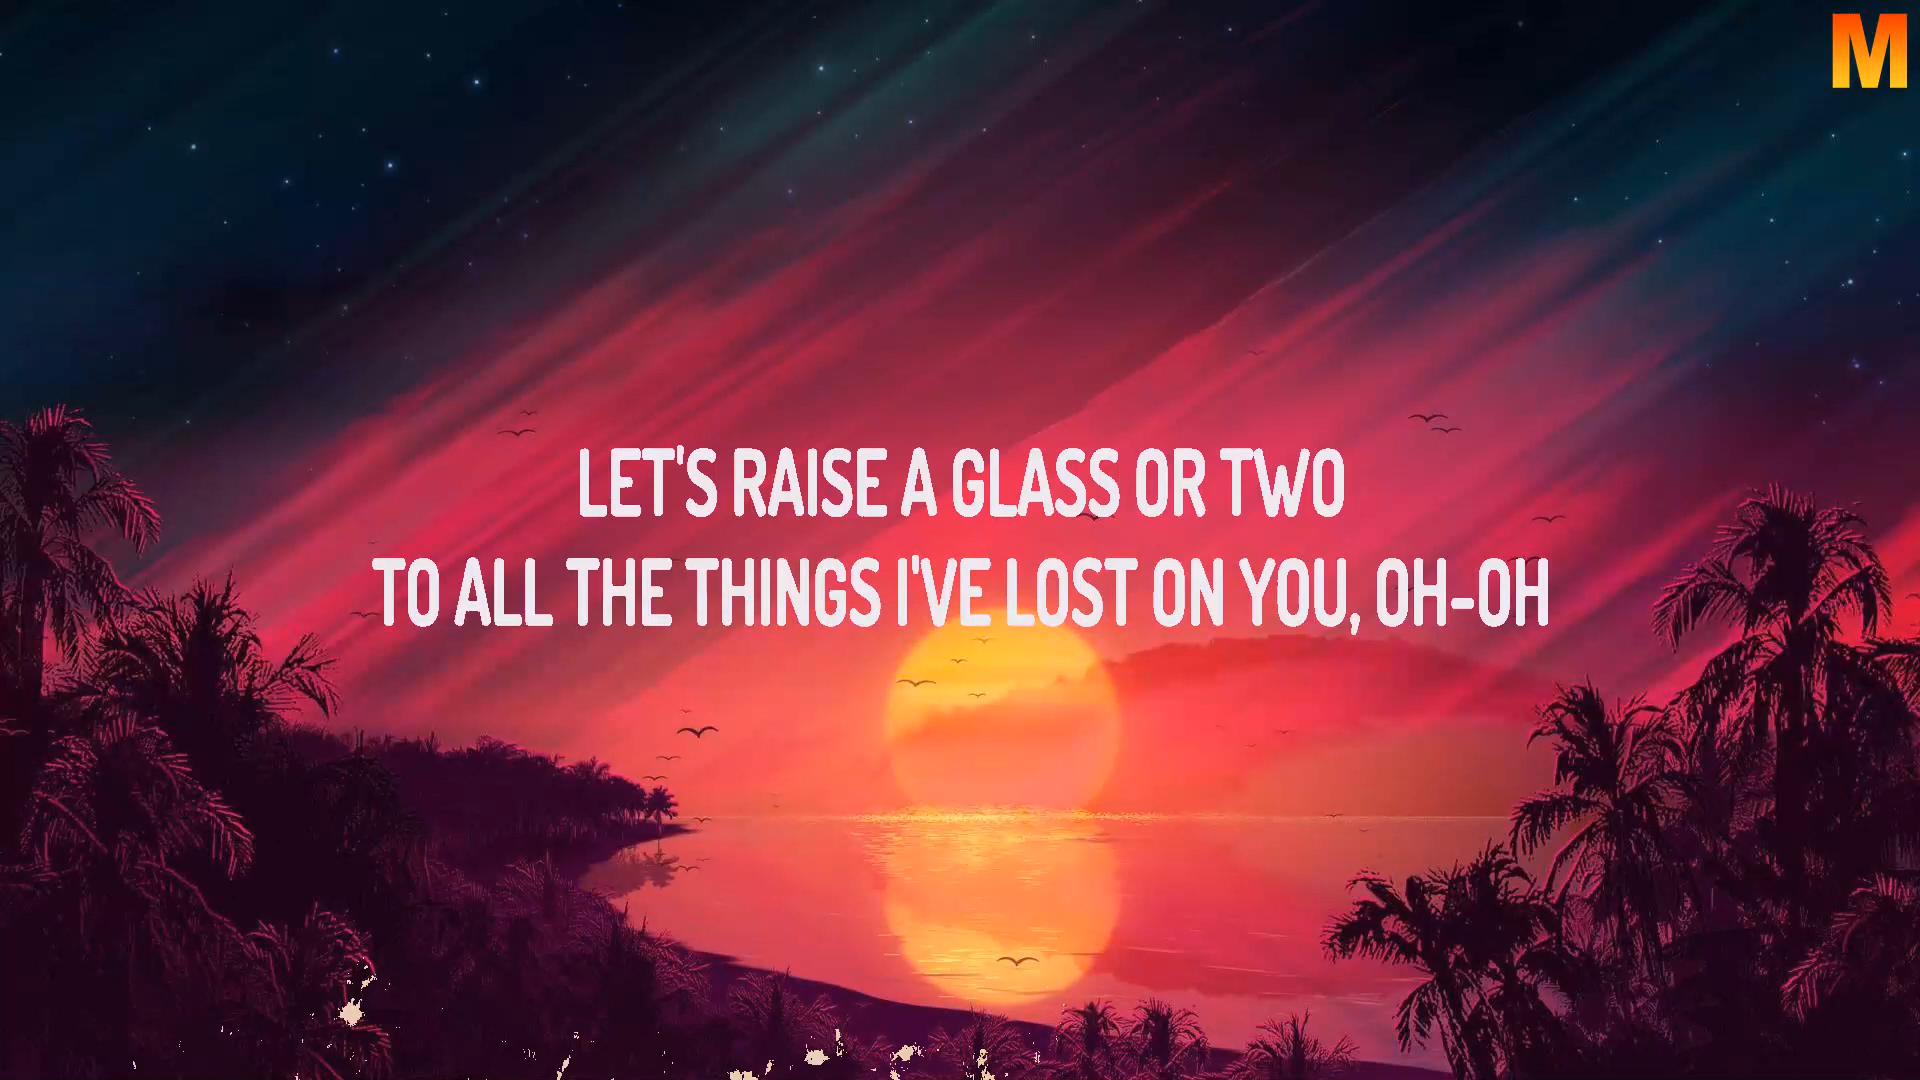 M
LET'S RAISE A GLASS OR TWO
TO ALL THE THINGS I'VE LOST ON YOU, OH-OH